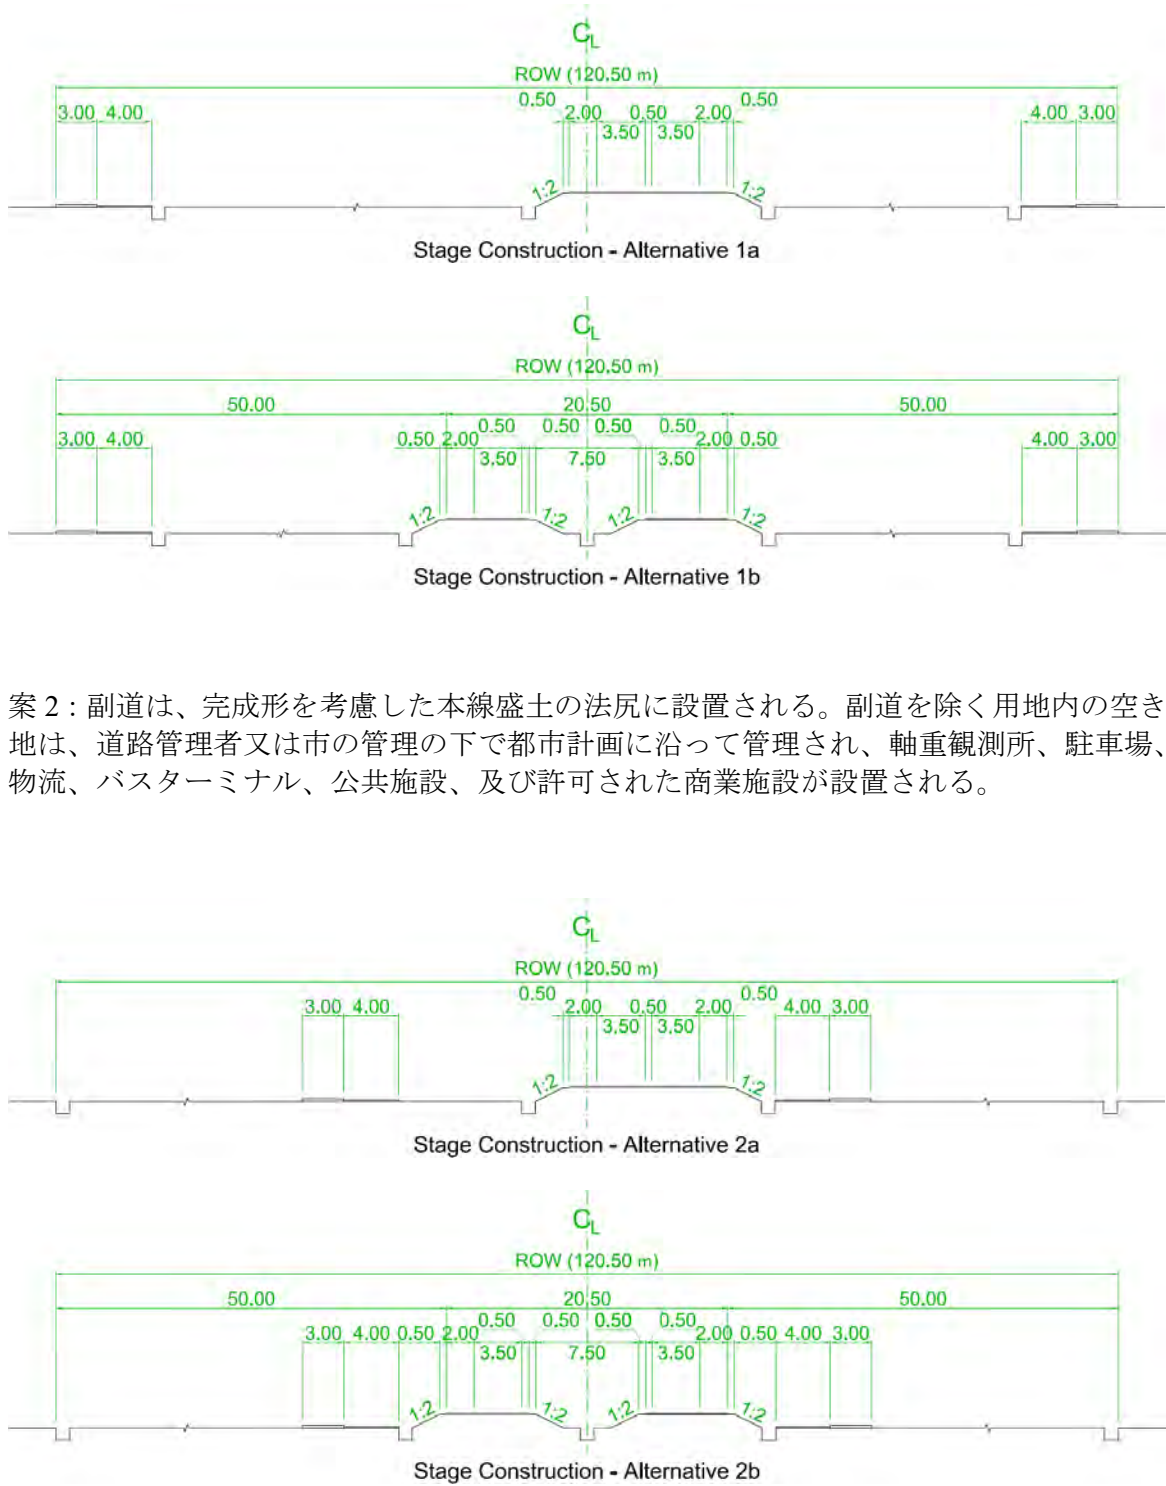 CL
ROW (120.50 m)
0.50 0.50
3.00 4.00 2.00 0.50 2.00 4.00 3.00
3.50 3.50
1:2 1:2
Stage Construction - Alternative 1a
CL
ROW (120.50 m)
50.00 20.50 50.00
0.50 0.50 0.50 0.50
3.00 4.00 0.50 2.00 2.00 0.50 4.00 3.00
3.50 7.50 3.50
1:2 1:2 1:2 1:2
Stage Construction - Alternative 1b
案 2 : 副道は、完成形を考慮した本線盛土の法尻に設置される。副道を除く用地内の空き
地は、道路管理者又は市の管理の下で都市計画に沿って管理され、軸重観測所、駐車場、
物流、バスターミナル、公共施設、及び許可された商業施設が設置される。
CL
ROW (120.50 m)
0.50 0.50
3.00 4.00 2.00 0.50 2.00 4.00 3.00
3.50 3.50
1:2 1:2
Stage Construction - Alternative 2a
CL
ROW (120.50 m)
50.00 20.50 50.00
0.50 0.50 0.50 0.50
3.00 4.00 0.50 2.00 2.00 0.50 4.00 3.00
3.50 7.50 3.50
1:2 1:2 1:2 1:2
Stage Construction - Alternative 2b